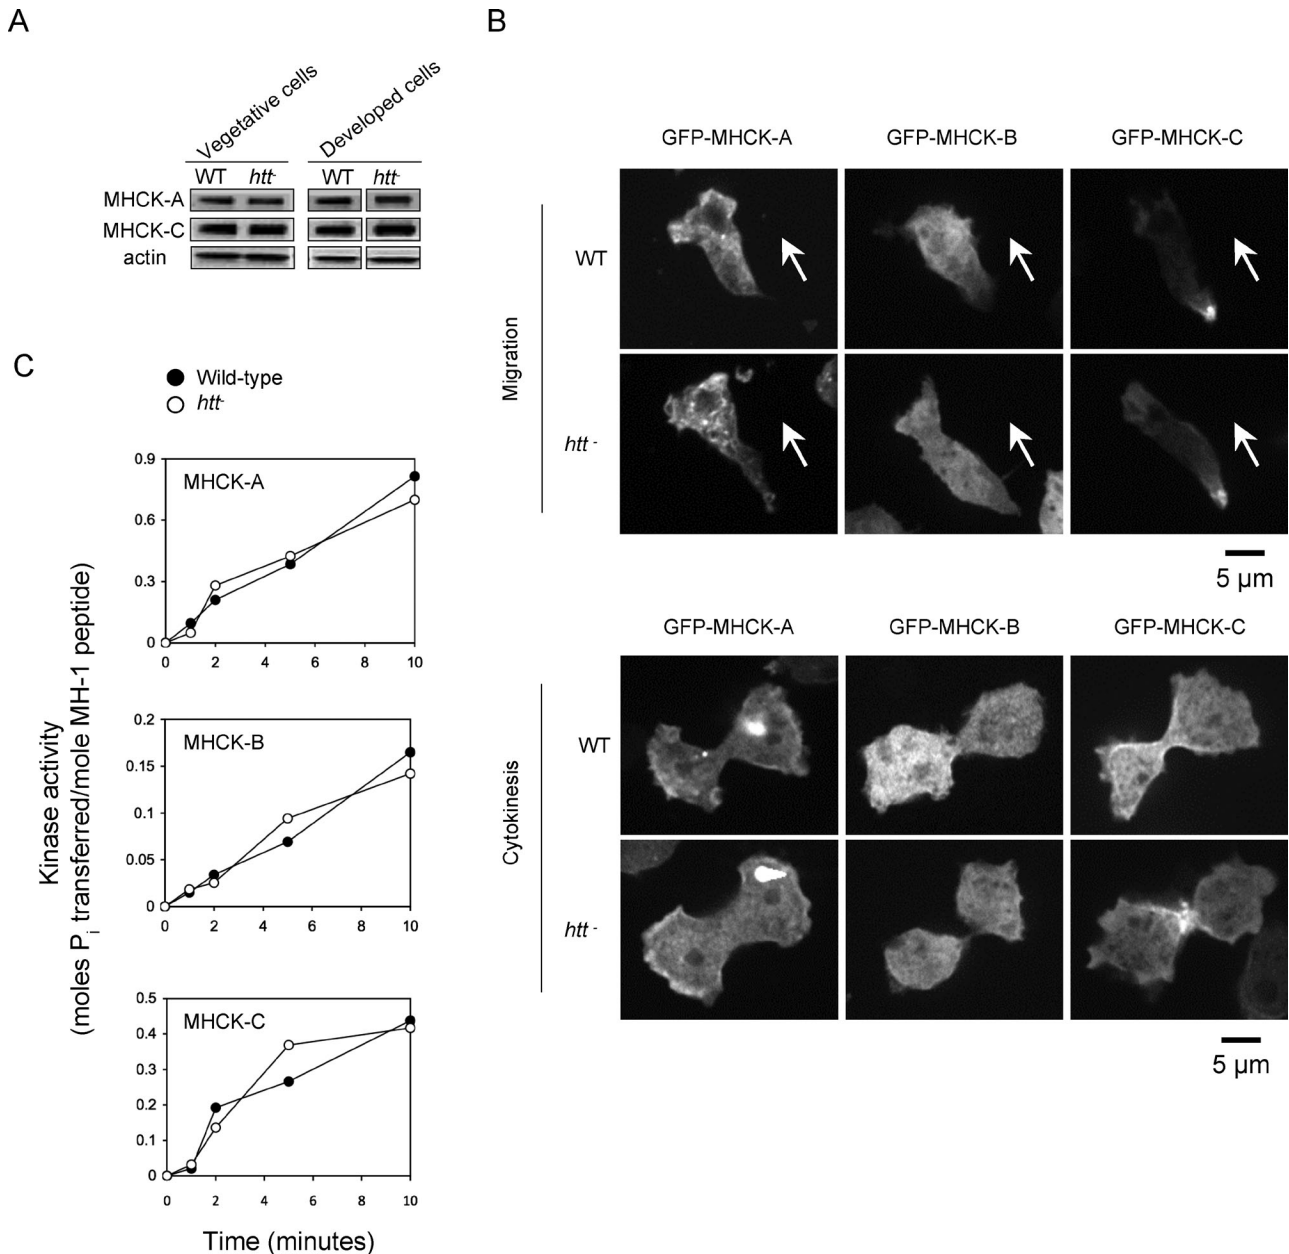 A
Vegetative cells
Developed cells
WT htt- WT htt-
MHCK-A
MHCK-C
actin
B
GFP-MHCK-A GFP-MHCK-B GFP-MHCK-C
Migration
WT
htt -
5 µm
GFP-MHCK-A GFP-MHCK-B GFP-MHCK-C
Cytokinesis
WT
htt -
5 µm
C
Wild-type
htt-
Kinase activity
(moles Pi transferred/mole MH-1 peptide)
MHCK-A
0.9
0.6
0.3
0
0 2 4 6 8 10
MHCK-B
0.2
0.15
0.1
0.05
0
0 2 4 6 8 10
MHCK-C
0.5
0.4
0.3
0.2
0.1
0
0 2 4 6 8 10
Time (minutes)